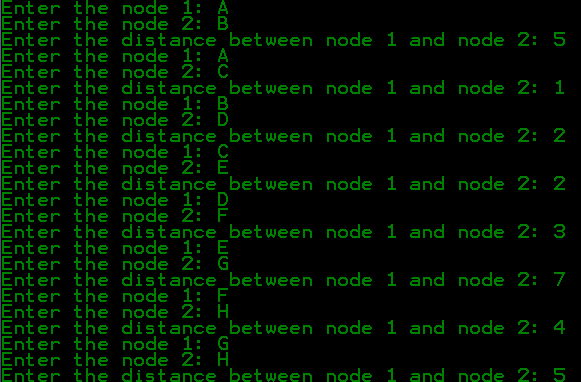 Enter the node 1: A
Enter the node 2: B
Enter the distance between node 1 and node 2: 5
Enter the node 1: A
Enter the node 2: C
Enter the distance between node 1 and node 2: 1
Enter the node 1: B
Enter the node 2: D
Enter the distance between node 1 and node 2: 2
Enter the node 1: C
Enter the node 2: E
Enter the distance between node 1 and node 2: 2
Enter the node 1: D
Enter the node 2: F
Enter the distance between node 1 and node 2: 3
Enter the node 1: E
Enter the node 2: G
Enter the distance between node 1 and node 2: 7
Enter the node 1: F
Enter the node 2: H
Enter the distance between node 1 and node 2: 4
Enter the node 1: G
Enter the node 2: H
Enter the distance between node 1 and node 2: 5